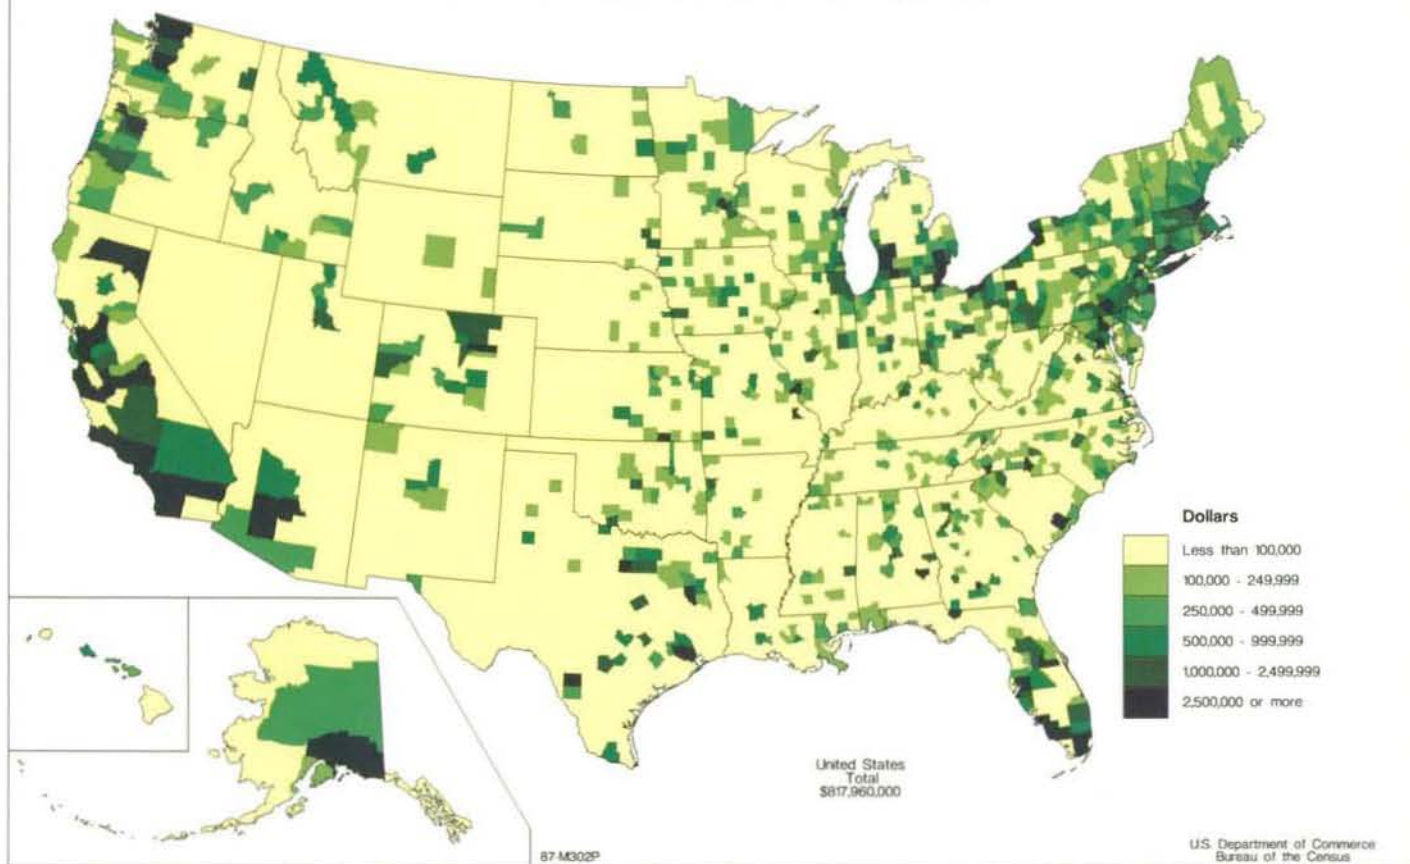 Dollars
Less than 100,000
100,000 - 249,999
250,000 - 499,999
500,000 - 999,999
1,000,000 - 2,499,999
2,500,000 or more
United States
Total
$817,960,000
87-M302P
U.S. Department of Commerce
Bureau of the Census